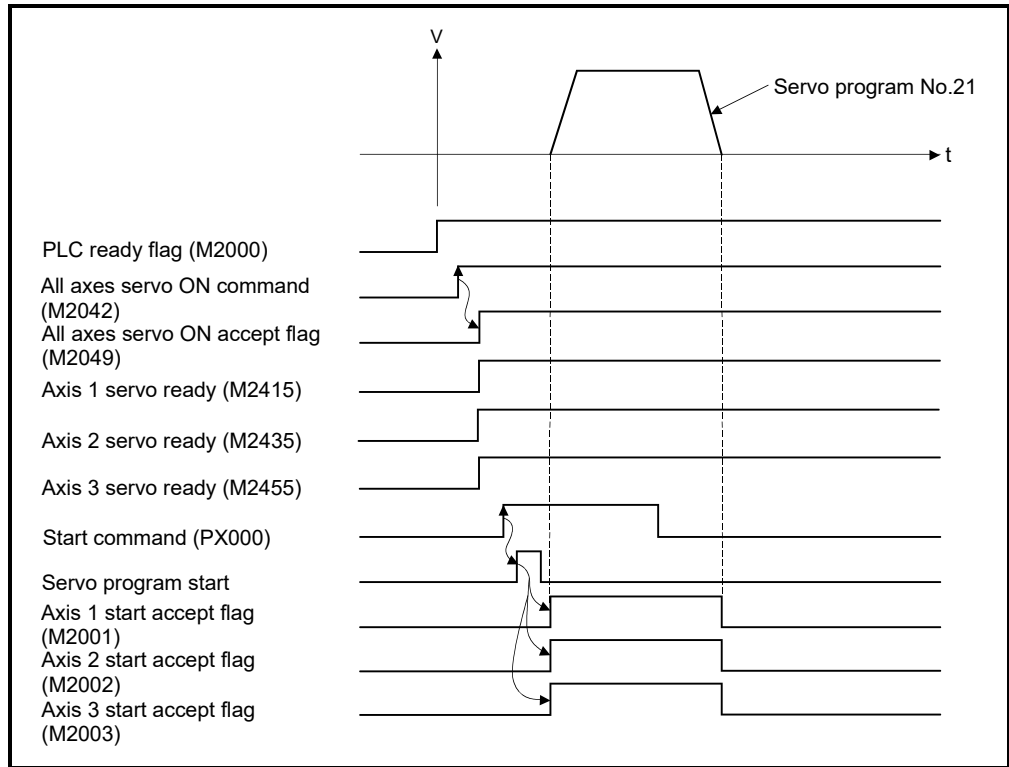 V
Servo program No.21
t
PLC ready flag (M2000)
All axes servo ON command
(M2042)
All axes servo ON accept flag
(M2049)
Axis 1 servo ready (M2415)
Axis 2 servo ready (M2435)
Axis 3 servo ready (M2455)
Start command (PX000)
Servo program start
Axis 1 start accept flag
(M2001)
Axis 2 start accept flag
(M2002)
Axis 3 start accept flag
(M2003)